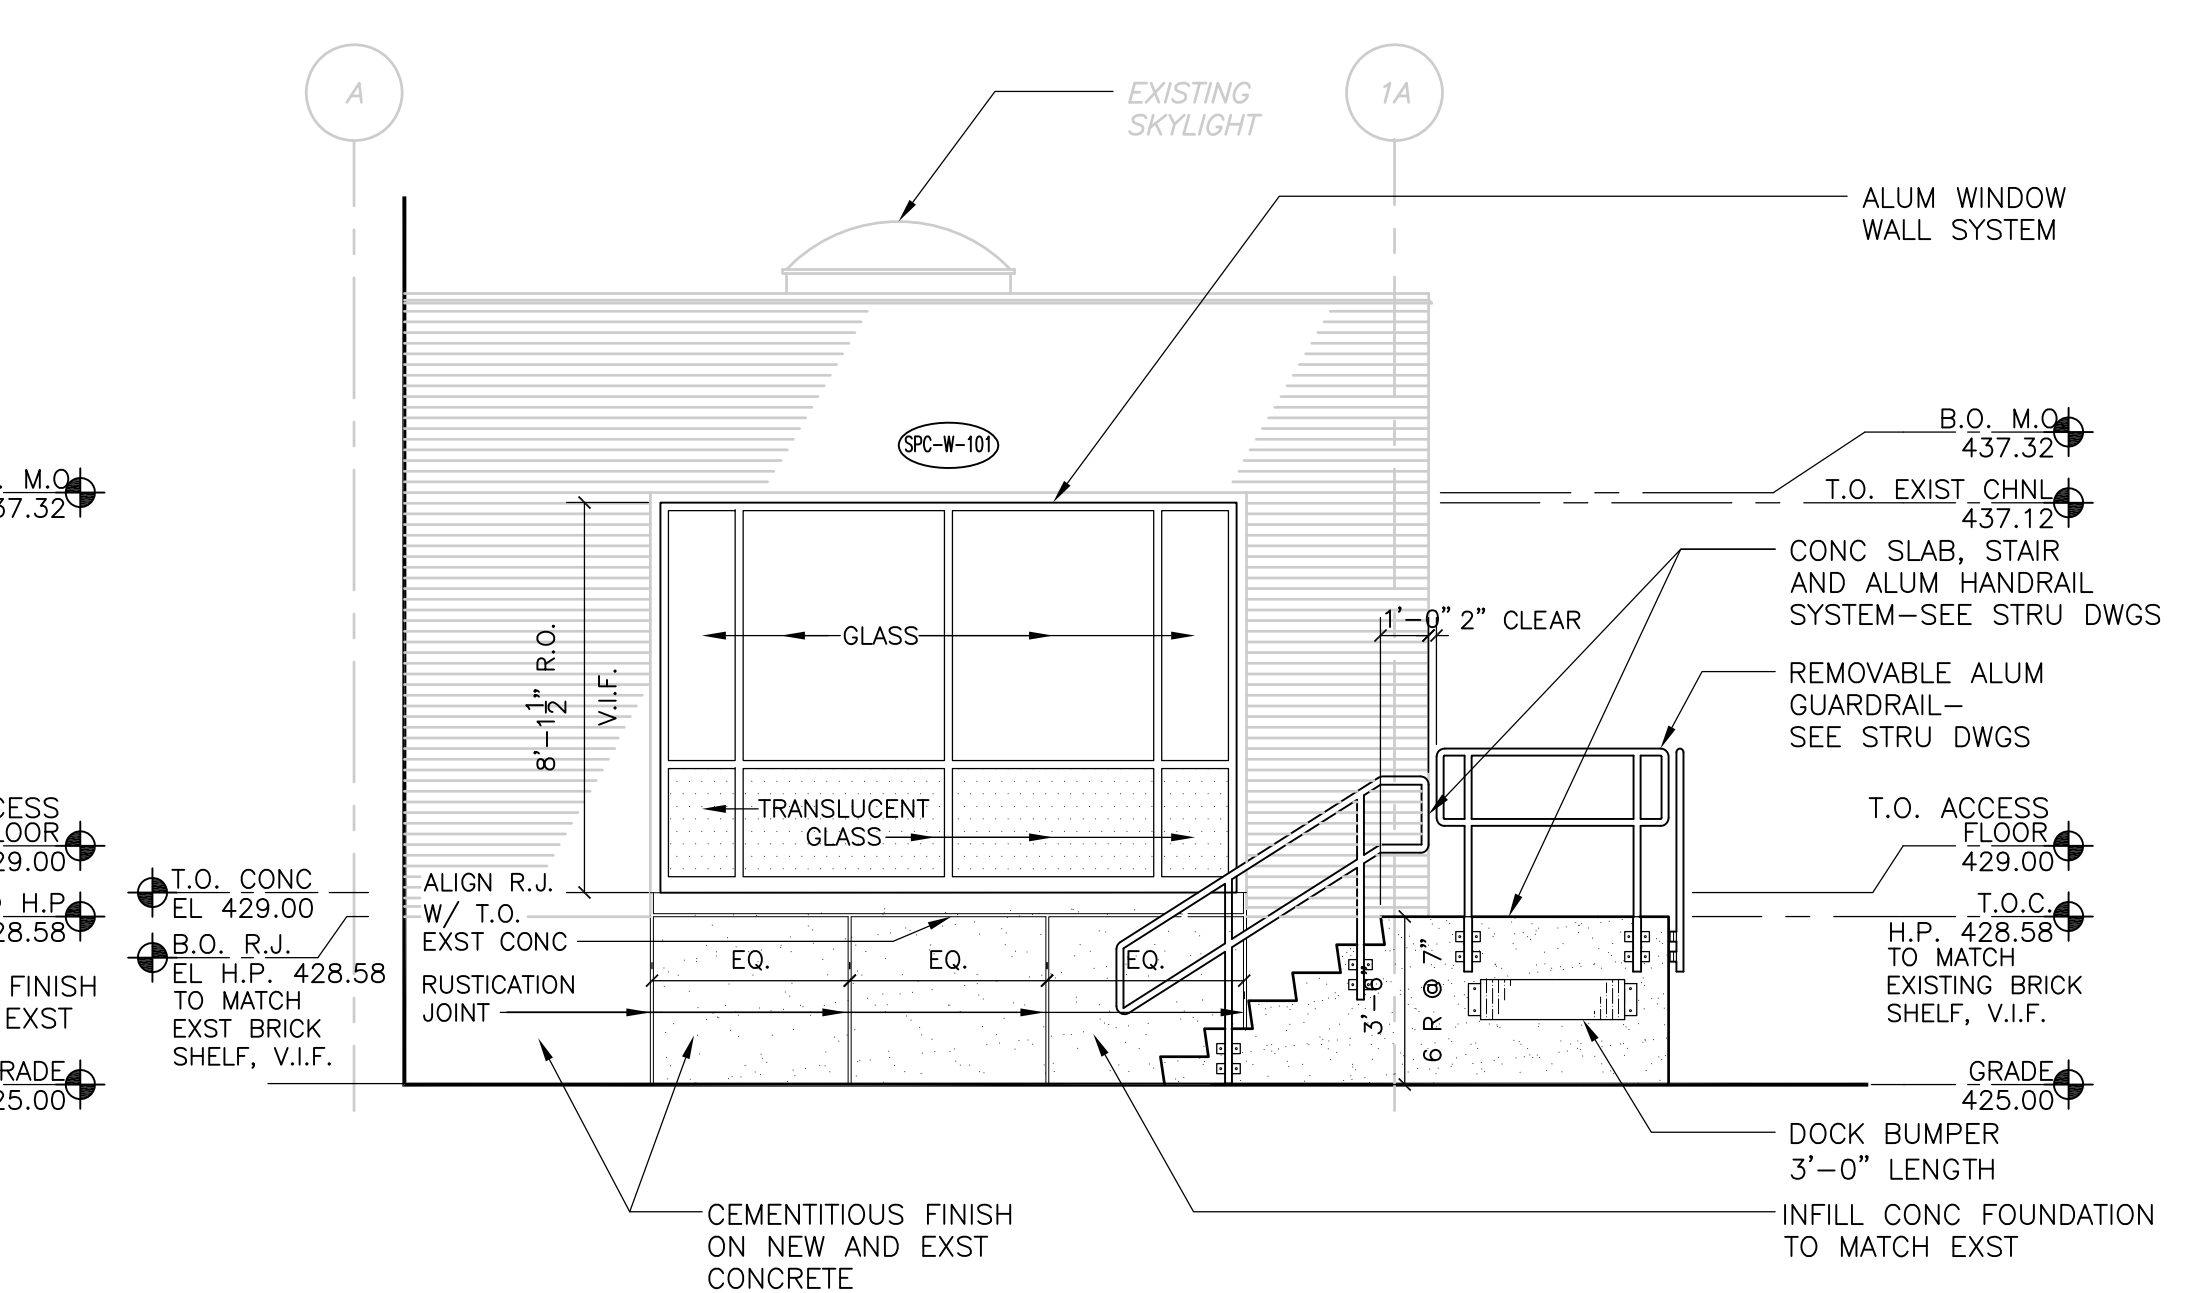 A
1A
EXISTING
SKYLIGHT
ALUM WINDOW
WALL SYSTEM
SPC-W-101
B.O. M.O
437.32
T.O. EXIST CHNL
437.12
CONC SLAB, STAIR
AND ALUM HANDRAIL
SYSTEM-SEE STRU DWGS
REMOVABLE ALUM
GUARDRAIL-
SEE STRU DWGS
T.O. ACCESS
FLOOR
429.00
T.O.C.
H.P. 428.58
TO MATCH
EXISTING BRICK
SHELF, V.I.F.
GRADE
425.00
DOCK BUMPER
3'-0" LENGTH
INFILL CONC FOUNDATION
TO MATCH EXST
1'-0" 2" CLEAR
8'-1 1/2" R.O.
V.I.F.
GLASS
TRANSLUCENT
GLASS
ALIGN R.J.
W/ T.O.
EXST CONC
RUSTICATION
JOINT
EQ.
EQ.
EQ.
3'-6"
6 R @ 7"
CEMENTITIOUS FINISH
ON NEW AND EXST
CONCRETE
T.O. CONC
EL 429.00
B.O. R.J.
EL H.P. 428.58
TO MATCH
EXST BRICK
SHELF, V.I.F.
. M.O
37.32
CESS
LOOR
29.00
H.P
28.58
FINISH
EXST
RADE
25.00